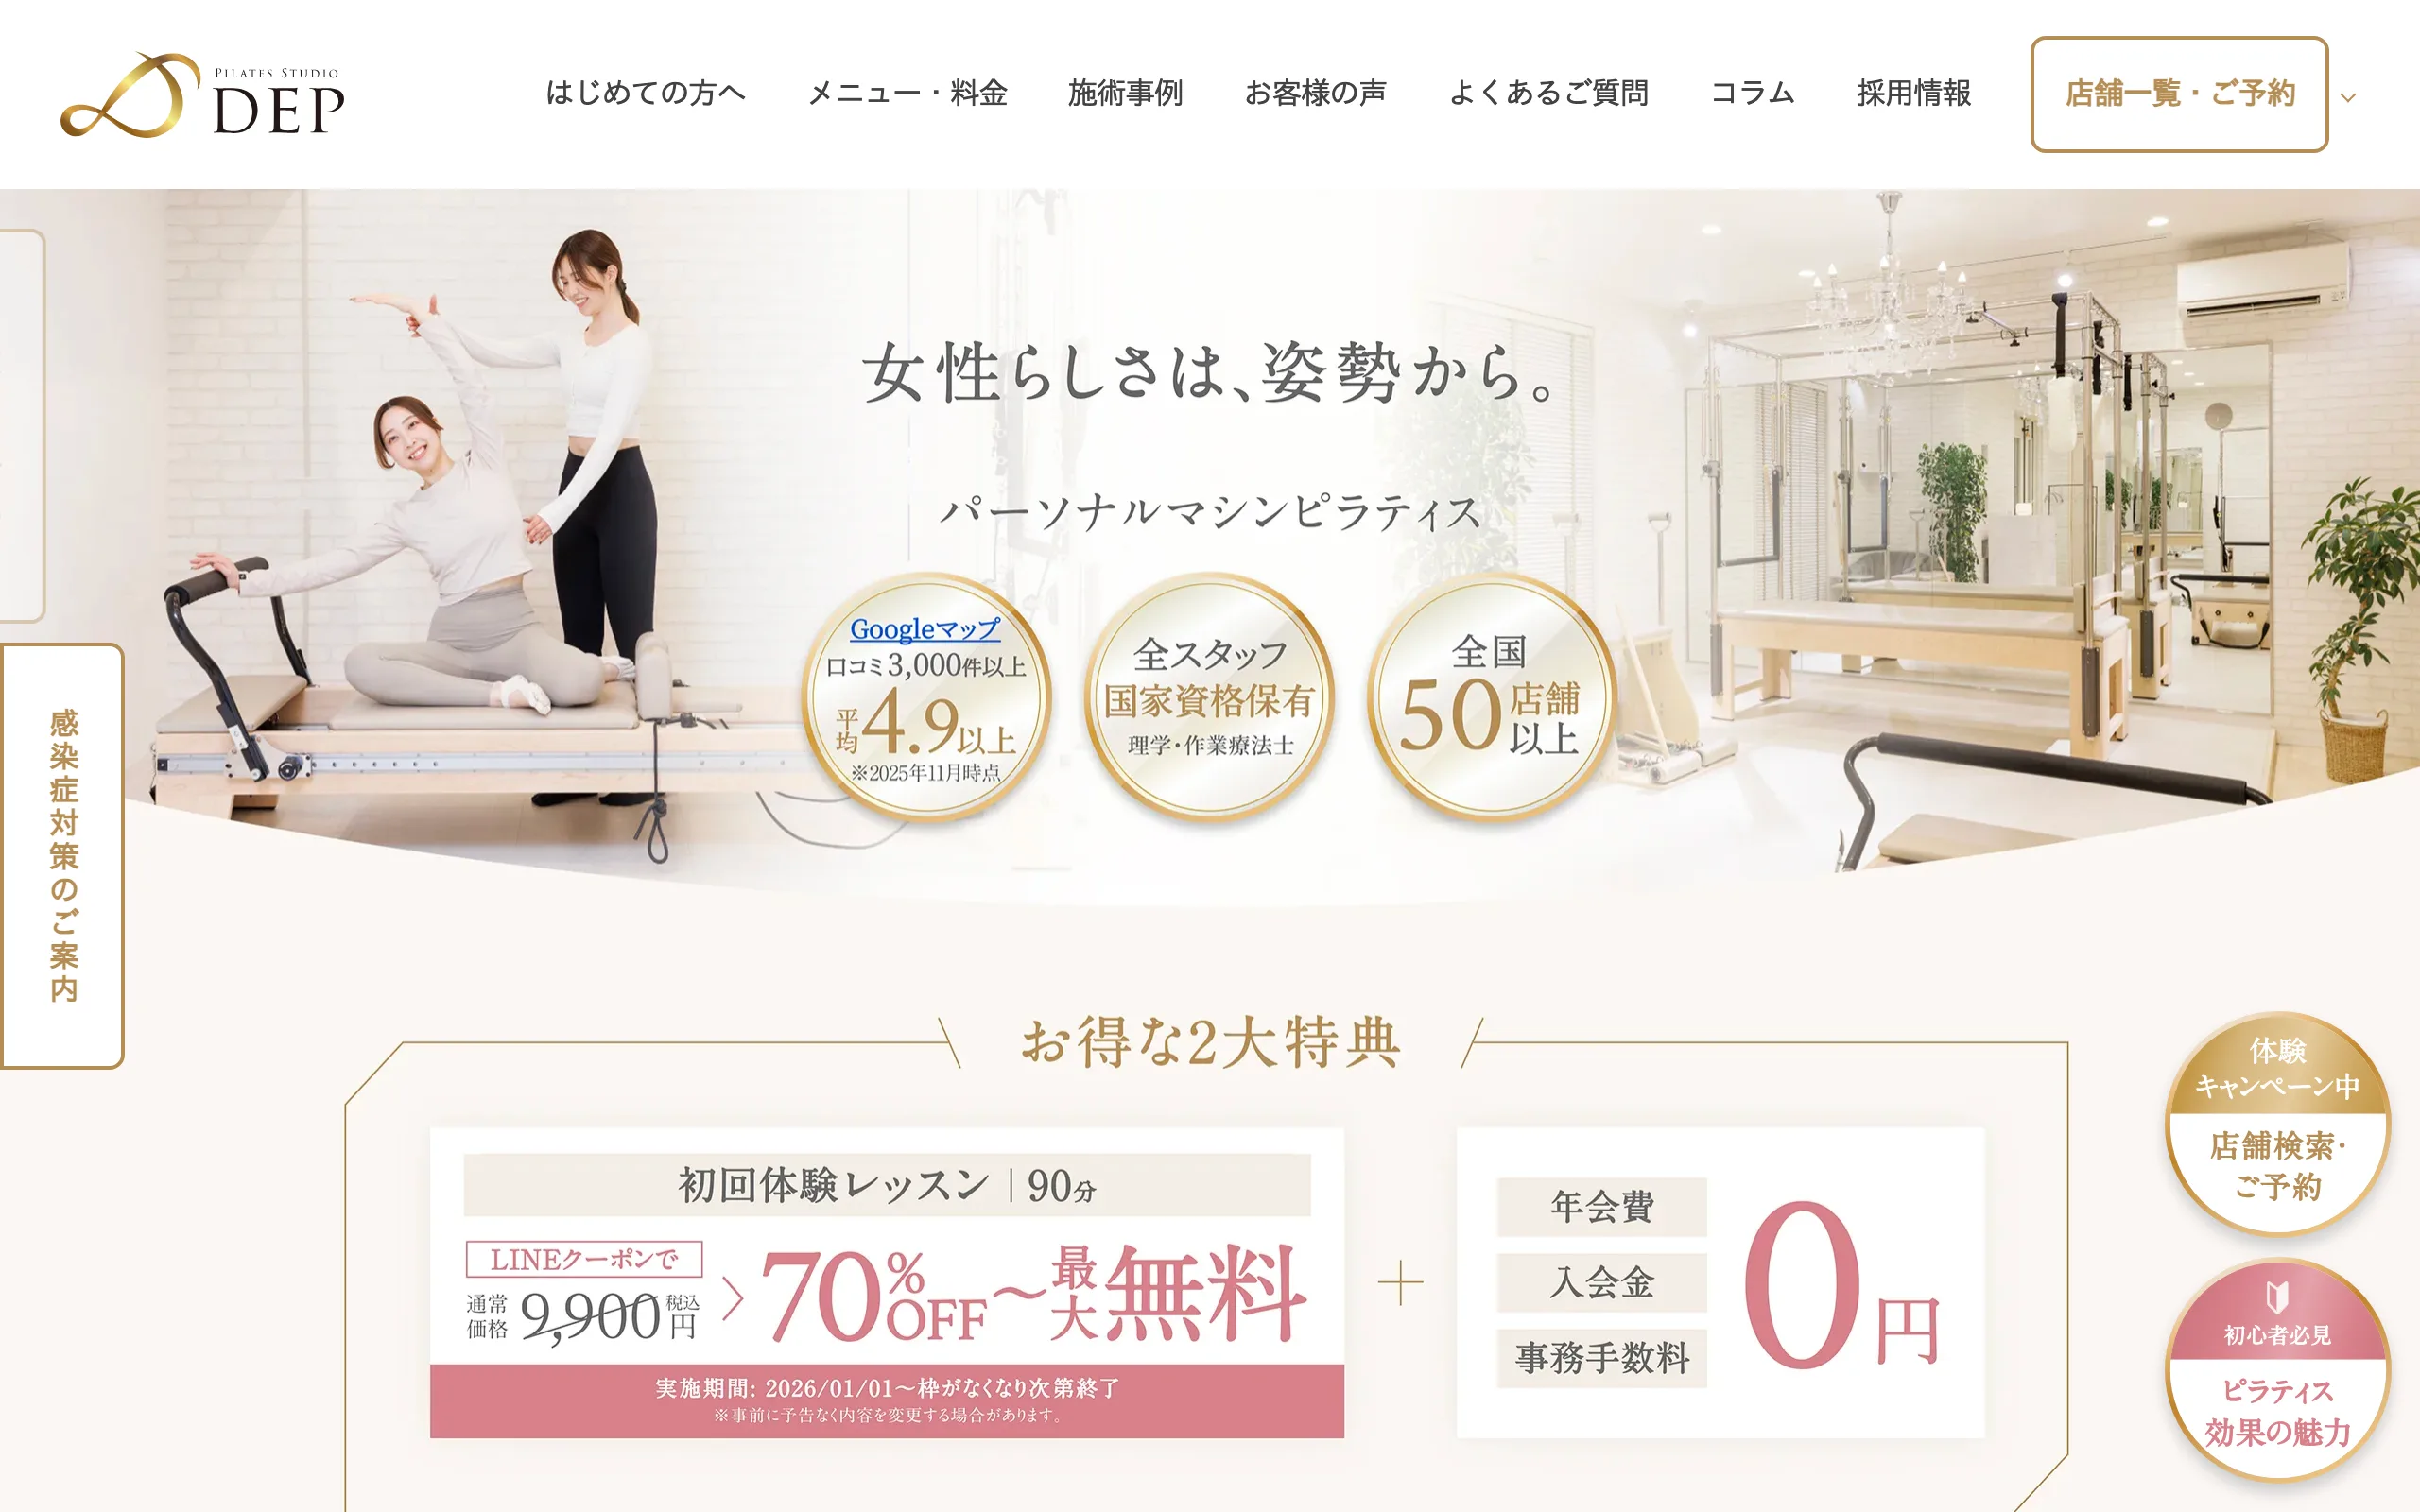 PILATES STUDIO
DEP
はじめての方へ
メニュー・料金
施術事例
お客様の声
よくあるご質問
コラム
採用情報
店舗一覧・ご予約
女性らしさは、姿勢から。
パーソナルマシンピラティス
Googleマップ
口コミ3,000件以上
平均4.9以上
※2025年11月時点
全スタッフ
国家資格保有
理学・作業療法士
全国
50店舗以上
感染症対策のご案内
お得な2大特典
初回体験レッスン｜90分
LINEクーポンで
通常価格 9,900円 税込
70%OFF～最大無料
実施期間: 2026/01/01～枠がなくなり次第終了
※事前に予告なく内容を変更する場合があります。
年会費
入会金
事務手数料
0円
体験
キャンペーン中
店舗検索・
ご予約
初心者必見
ピラティス
効果の魅力